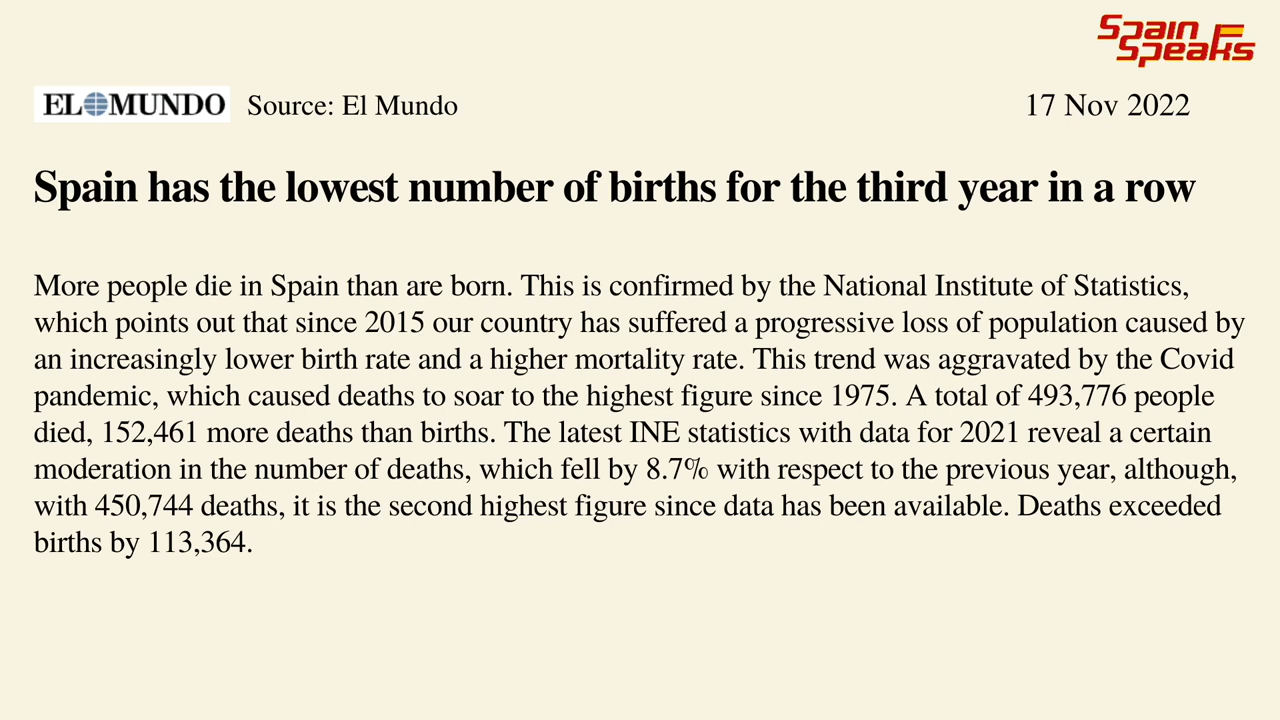 Spain
Speaks
EL MUNDO Source: El Mundo 17 Nov 2022
Spain has the lowest number of births for the third year in a row
More people die in Spain than are born. This is confirmed by the National Institute of Statistics,
which points out that since 2015 our country has suffered a progressive loss of population caused by
an increasingly lower birth rate and a higher mortality rate. This trend was aggravated by the Covid
pandemic, which caused deaths to soar to the highest figure since 1975. A total of 493,776 people
died, 152,461 more deaths than births. The latest INE statistics with data for 2021 reveal a certain
moderation in the number of deaths, which fell by 8.7% with respect to the previous year, although,
with 450,744 deaths, it is the second highest figure since data has been available. Deaths exceeded
births by 113,364.